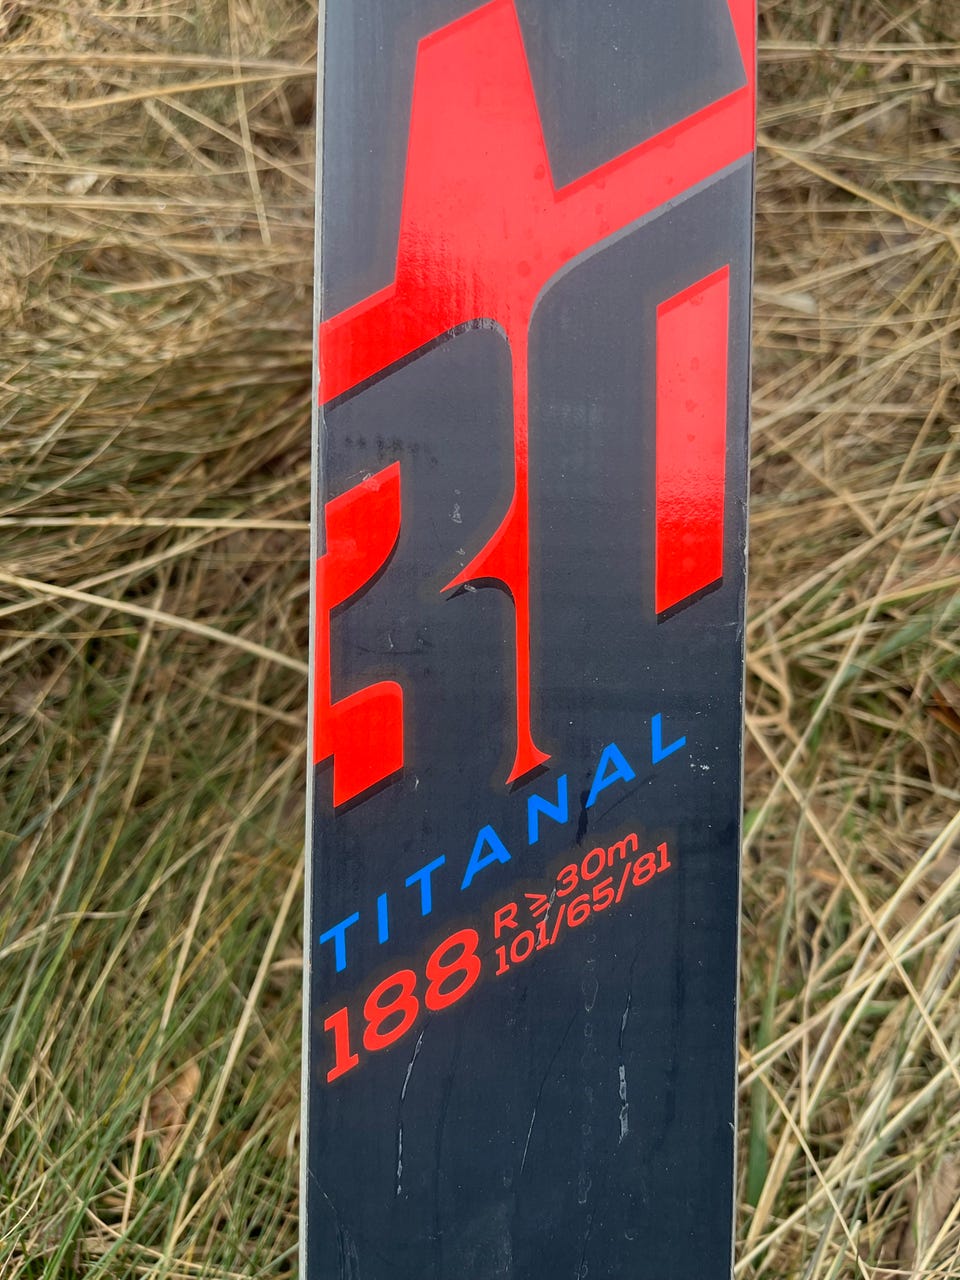 TITANAL
188 R ≥ 30m
101/65/81